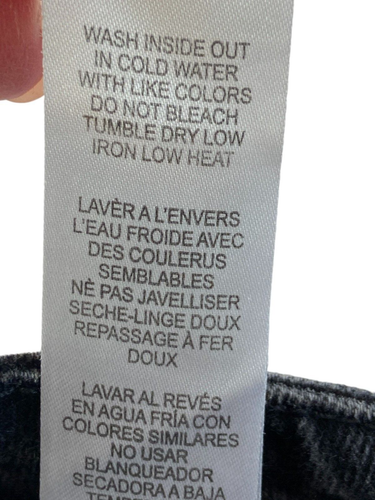 WASH INSIDE OUT
IN COLD WATER
WITH LIKE COLORS
DO NOT BLEACH
TUMBLE DRY LOW
IRON LOW HEAT
LAVÈR A L'ENVERS
L'EAU FROIDE AVEC
DES COULERUS
SEMBLABLES
NÈ PAS JAVELLISER
SECHE-LINGE DOUX
REPASSAGE À FER
DOUX
LAVAR AL REVÉS
EN AGUA FRÍA CON
COLORES SIMILARES
NO USAR
BLANQUEADOR
SECADORA A BAJA